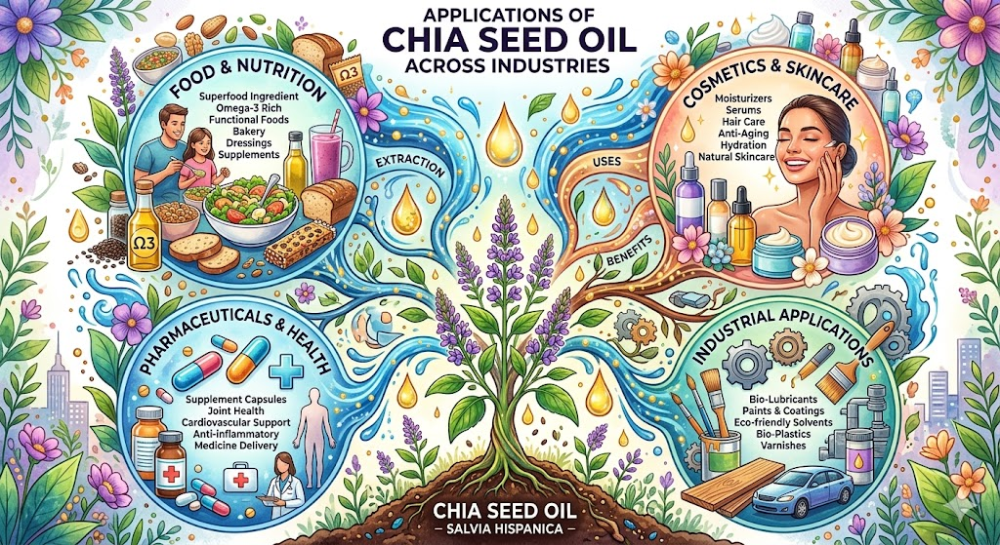 APPLICATIONS OF
CHIA SEED OIL
ACROSS INDUSTRIES
FOOD & NUTRITION
Superfood Ingredient
Omega-3 Rich
Functional Foods
Bakery
Dressings
Supplements
Ω3
Ω3
EXTRACTION
USES
BENEFITS
COSMETICS & SKINCARE
Moisturizers
Serums
Hair Care
Anti-Aging
Hydration
Natural Skincare
PHARMACEUTICALS & HEALTH
Supplement Capsules
Joint Health
Cardiovascular Support
Anti-inflammatory
Medicine Delivery
INDUSTRIAL APPLICATIONS
Bio-Lubricants
Paints & Coatings
Eco-friendly Solvents
Bio-Plastics
Varnishes
CHIA SEED OIL
– SALVIA HISPANICA –